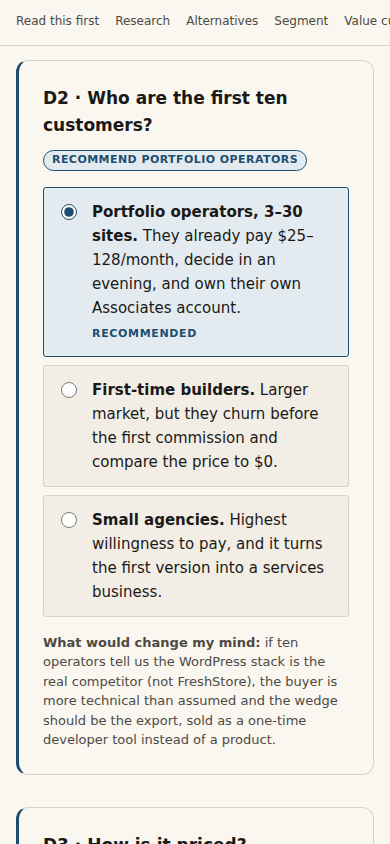 Read this first Research Alternatives Segment Value
D2 · Who are the first ten
customers?
RECOMMEND PORTFOLIO OPERATORS
Portfolio operators, 3–30
sites. They already pay $25–
128/month, decide in an
evening, and own their own
Associates account.
RECOMMENDED
First-time builders. Larger
market, but they churn before
the first commission and
compare the price to $0.
Small agencies. Highest
willingness to pay, and it turns
the first version into a services
business.
What would change my mind: if ten
operators tell us the WordPress stack is the
real competitor (not FreshStore), the buyer is
more technical than assumed and the wedge
should be the export, sold as a one-time
developer tool instead of a product.
D3 · How is it priced?